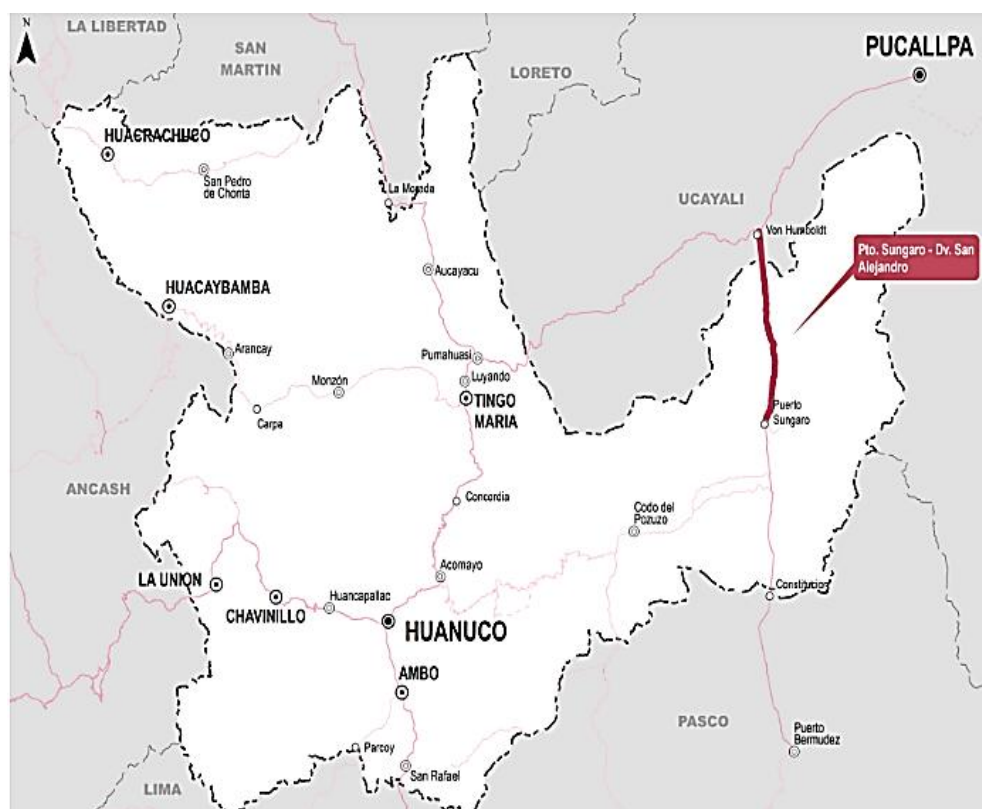 N
LA LIBERTAD
SAN
MARTIN
LORETO
PUCALLPA
HUACRACHUCO
San Pedro
de Chonta
La Morada
UCAYALI
Von Humboldt
Pto. Sungaro - Dv. San
Alejandro
Aucayacu
HUACAYBAMBA
Arancay
Pumahuasi
Luyando
Monzón
TINGO
MARIA
Carpa
Puerto
Sungaro
ANCASH
Concordia
Codo del
Pozuzo
Acomayo
LA UNION
CHAVINILLO
Huancapallac
Constitucion
HUANUCO
AMBO
PASCO
Puerto
Bermudez
Parcoy
San Rafael
LIMA